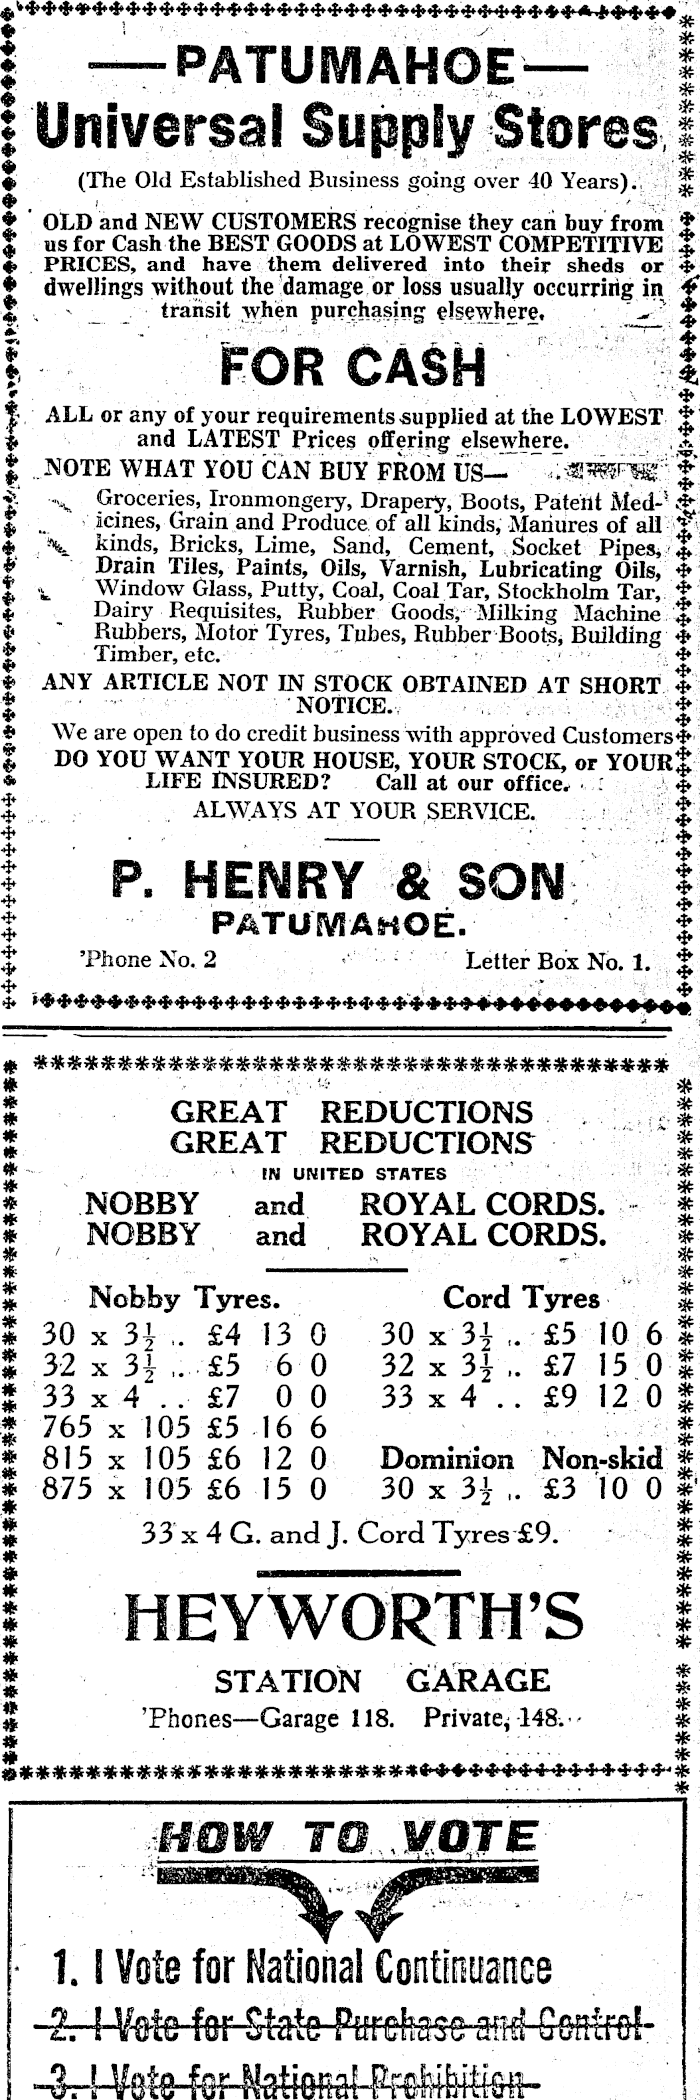 —PATUMAHOE—
Universal Supply Stores
(The Old Established Business going over 40 Years).
OLD and NEW CUSTOMERS recognise they can buy from
us for Cash the BEST GOODS at LOWEST COMPETITIVE
PRICES, and have them delivered into their sheds or
dwellings without the damage or loss usually occurring in
transit when purchasing elsewhere.
FOR CASH
ALL or any of your requirements supplied at the LOWEST
and LATEST Prices offering elsewhere.
NOTE WHAT YOU CAN BUY FROM US—
Groceries, Ironmongery, Drapery, Boots, Patent Med-
icines, Grain and Produce of all kinds, Manures of all
kinds, Bricks, Lime, Sand, Cement, Socket Pipes,
Drain Tiles, Paints, Oils, Varnish, Lubricating Oils,
Window Glass, Putty, Coal, Coal Tar, Stockholm Tar,
Dairy Requisites, Rubber Goods, Milking Machine
Rubbers, Motor Tyres, Tubes, Rubber Boots, Building
Timber, etc.
ANY ARTICLE NOT IN STOCK OBTAINED AT SHORT
NOTICE.
We are open to do credit business with approved Customers
DO YOU WANT YOUR HOUSE, YOUR STOCK, or YOUR
LIFE INSURED? Call at our office.
ALWAYS AT YOUR SERVICE.
P. HENRY & SON
PATUMAHOE.
'Phone No. 2 Letter Box No. 1.
GREAT REDUCTIONS
GREAT REDUCTIONS
IN UNITED STATES
NOBBY and ROYAL CORDS.
NOBBY and ROYAL CORDS.
Nobby Tyres. Cord Tyres
30 x 3½ .. £4 13 0 30 x 3½ .. £5 10 6
32 x 3½ .. £5 6 0 32 x 3½ .. £7 15 0
33 x 4 .. £7 0 0 33 x 4 .. £9 12 0
765 x 105 £5 16 6
815 x 105 £6 12 0 Dominion Non-skid
875 x 105 £6 15 0 30 x 3½ .. £3 10 0
33 x 4 G. and J. Cord Tyres £9.
HEYWORTH'S
STATION GARAGE
'Phones—Garage 118. Private, 148.
HOW TO VOTE
1. I Vote for National Continuance
2. I Vote for State Purchase and Control
3. I Vote for National Prohibition